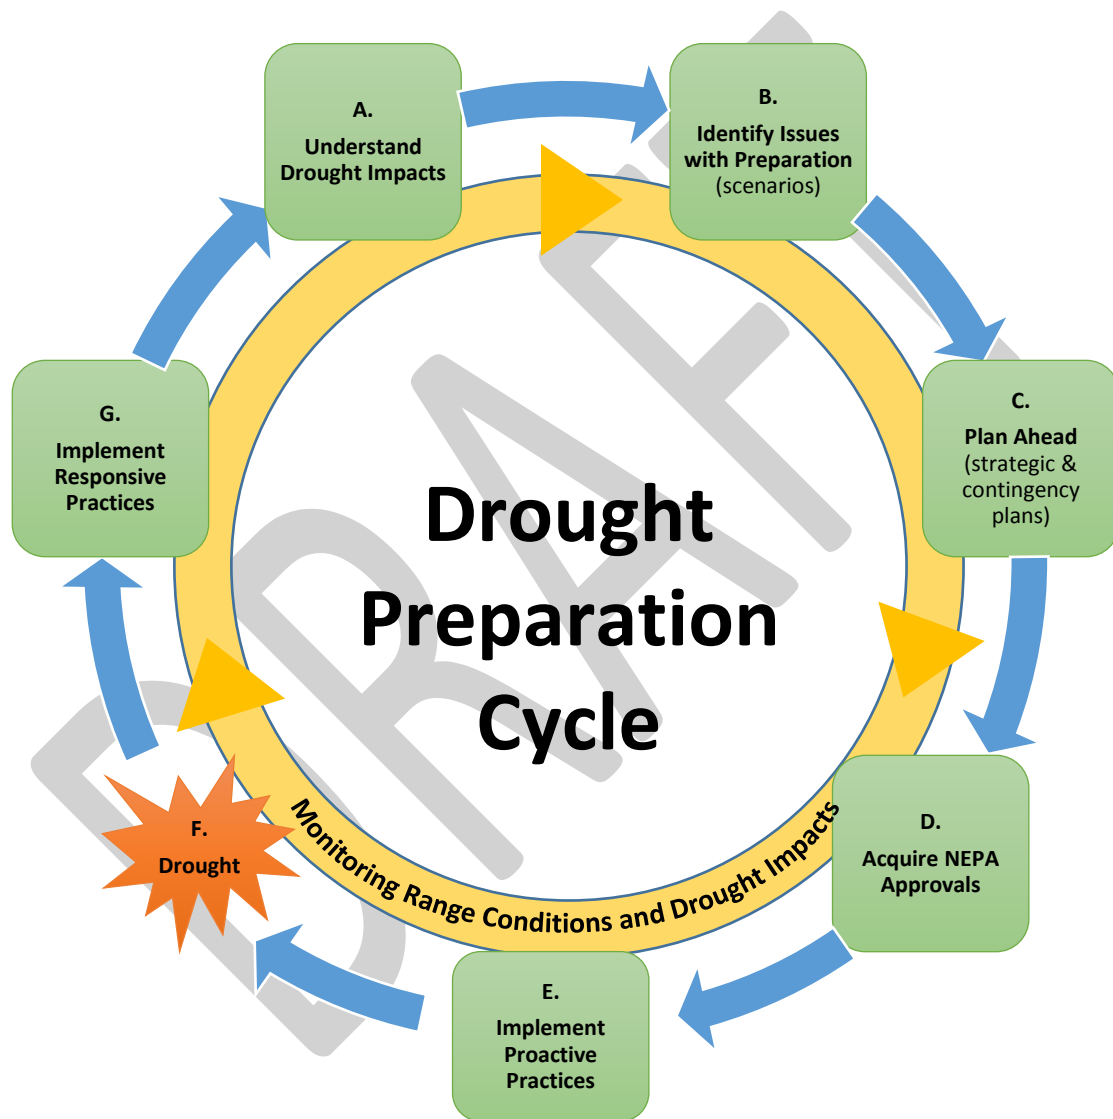 A.
Understand
Drought Impacts
B.
Identify Issues
with Preparation
(scenarios)
C.
Plan Ahead
(strategic &
contingency
plans)
D.
Acquire NEPA
Approvals
E.
Implement
Proactive
Practices
F.
Drought
G.
Implement
Responsive
Practices
Drought
Preparation
Cycle
Monitoring Range Conditions and Drought Impacts
DRAFT